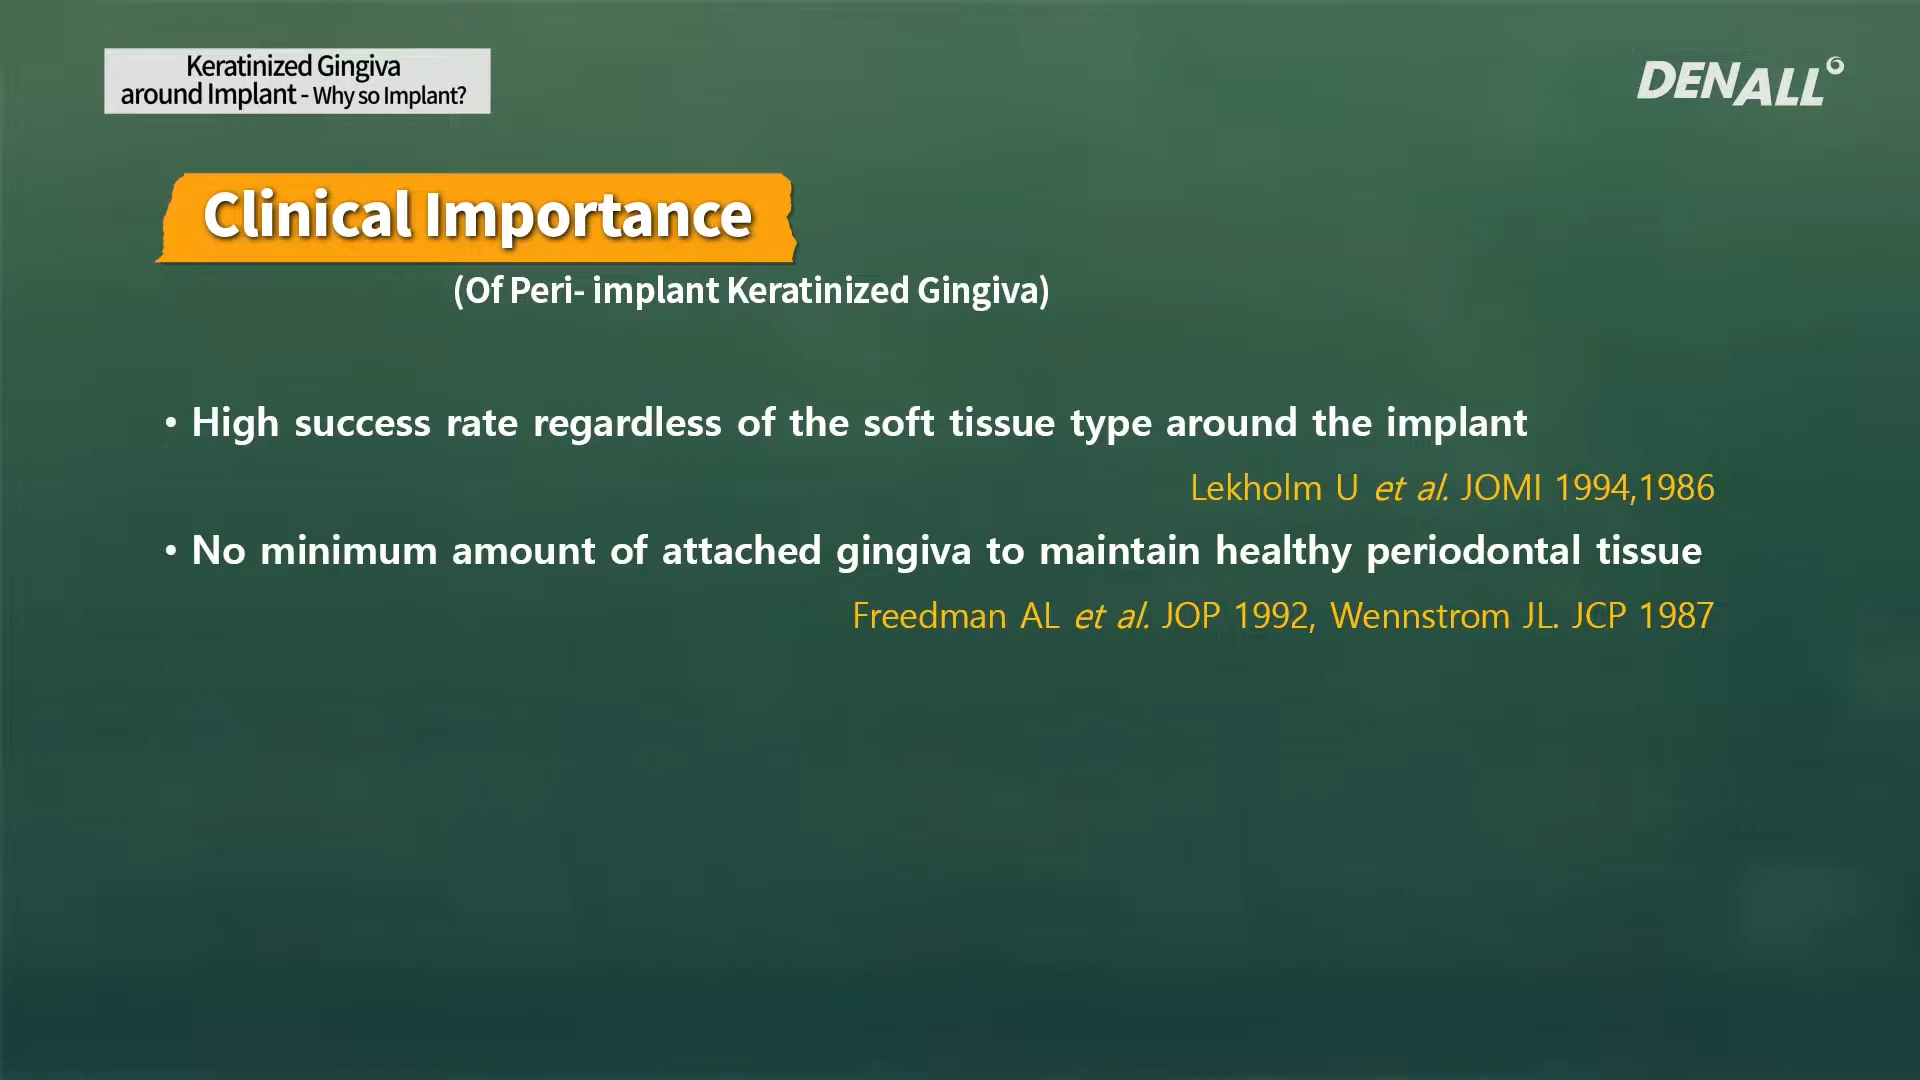 Keratinized Gingiva
around Implant - Why so Implant?
DENALL
Clinical Importance
(Of Peri- implant Keratinized Gingiva)
• High success rate regardless of the soft tissue type around the implant
Lekholm U et al. JOMI 1994,1986
• No minimum amount of attached gingiva to maintain healthy periodontal tissue
Freedman AL et al. JOP 1992, Wennstrom JL. JCP 1987